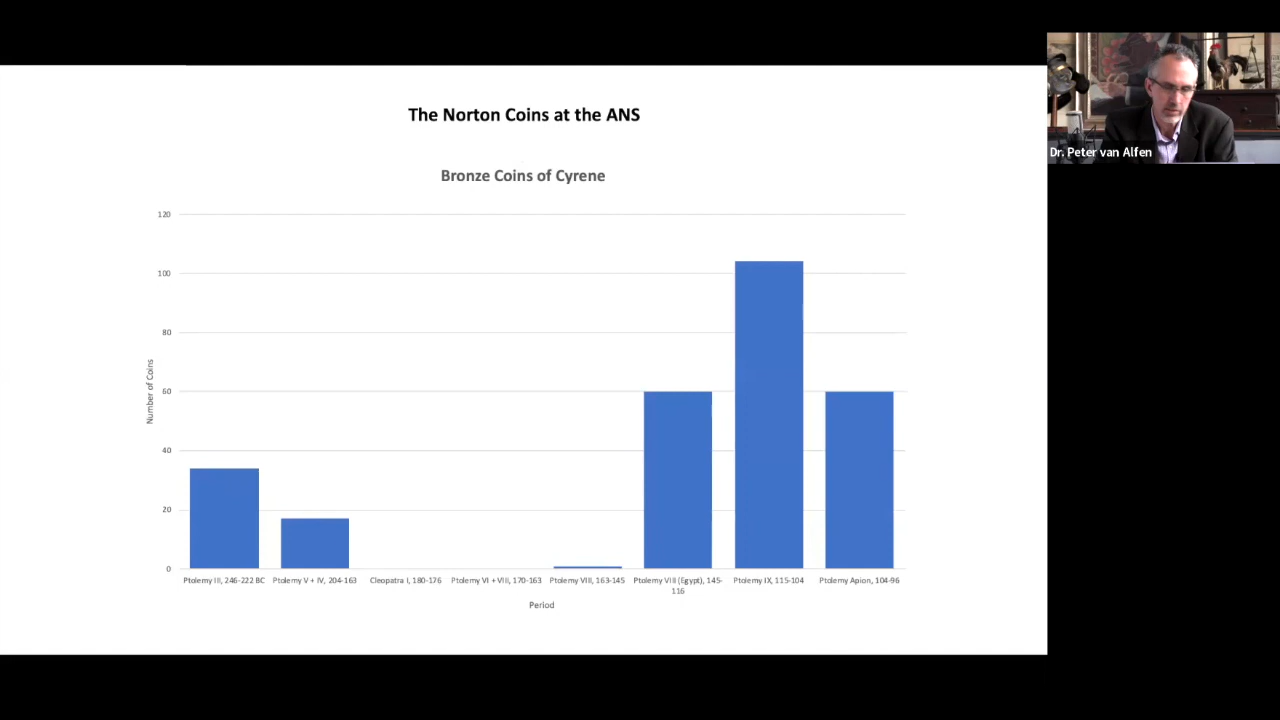 The Norton Coins at the ANS
Dr. Peter van Alfen
Bronze Coins of Cyrene
120
100
80
60
40
20
0
Number of Coins
Ptolemy III, 246-222 BC
Ptolemy V + IV, 204-163
Cleopatra I, 180-176
Ptolemy VI + VIII, 170-163
Ptolemy VIII, 163-145
Ptolemy VIII (Egypt), 145-
116
Ptolemy IX, 115-104
Ptolemy Apion, 104-96
Period